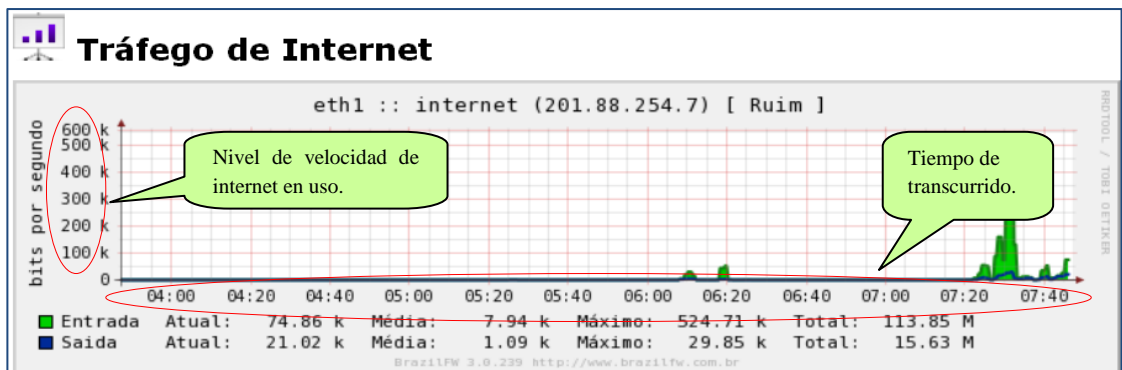 Tráfego de Internet
eth1 :: internet (201.88.254.7) [ Ruim ]
bits por segundo
600 k
500 k
400 k
300 k
200 k
100 k
0
Nivel de velocidad de
internet en uso.
Tiempo de
transcurrido.
RRDTOOL / TOBI OETIKER
04:00 04:20 04:40 05:00 05:20 05:40 06:00 06:20 06:40 07:00 07:20 07:40
Entrada Atual: 74.86 k Média: 7.94 k Máximo: 524.71 k Total: 113.85 M
Saida Atual: 21.02 k Média: 1.09 k Máximo: 29.85 k Total: 15.63 M
BrazilFW 3.0.239 http://www.brazilfw.com.br